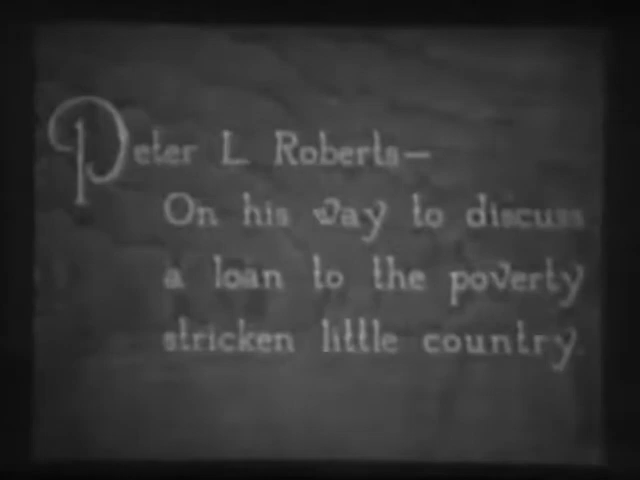 Peter L Roberts—
On his way to discuss
a loan to the poverty
stricken little country.